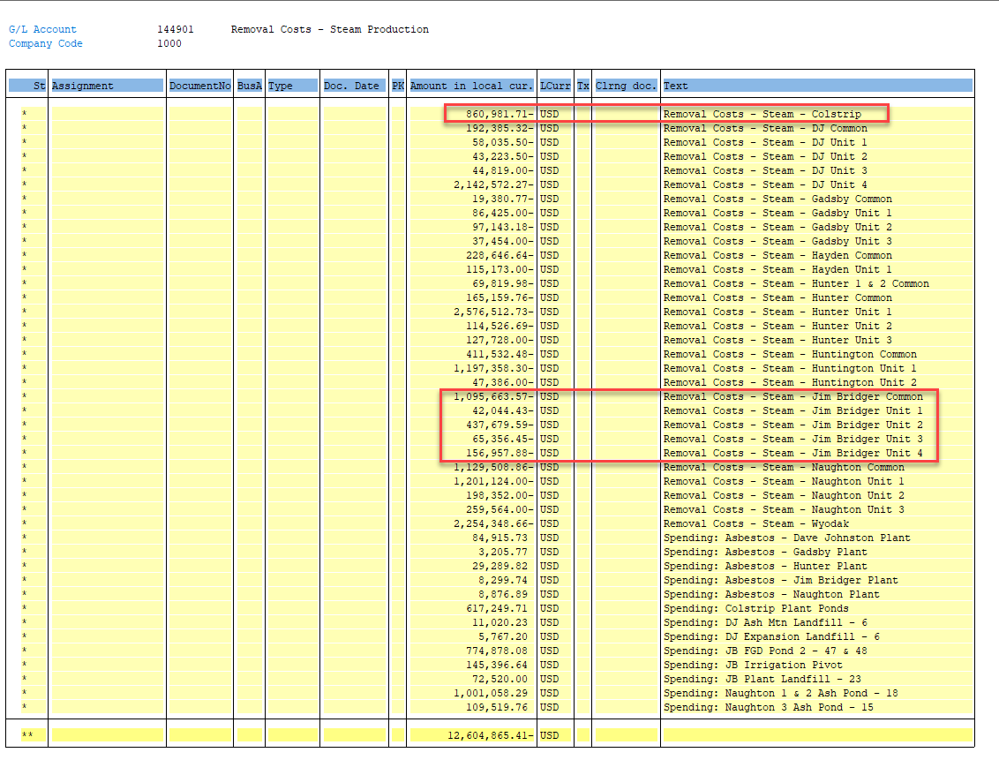 G/L Account 144901 Removal Costs - Steam Production
Company Code 1000
St Assignment DocumentNo BusA Type Doc. Date PK Amount in local cur. LCurr Tx Clrng doc. Text
* 860,981.71- USD Removal Costs - Steam - Colstrip
* 192,385.32- USD Removal Costs - Steam - DJ Common
* 58,035.50- USD Removal Costs - Steam - DJ Unit 1
* 43,223.50- USD Removal Costs - Steam - DJ Unit 2
* 44,819.00- USD Removal Costs - Steam - DJ Unit 3
* 2,142,572.27- USD Removal Costs - Steam - DJ Unit 4
* 19,380.77- USD Removal Costs - Steam - Gadsby Common
* 86,425.00- USD Removal Costs - Steam - Gadsby Unit 1
* 97,143.18- USD Removal Costs - Steam - Gadsby Unit 2
* 37,454.00- USD Removal Costs - Steam - Gadsby Unit 3
* 228,646.64- USD Removal Costs - Steam - Hayden Common
* 115,173.00- USD Removal Costs - Steam - Hayden Unit 1
* 69,819.98- USD Removal Costs - Steam - Hunter 1 & 2 Common
* 165,159.76- USD Removal Costs - Steam - Hunter Common
* 2,576,512.73- USD Removal Costs - Steam - Hunter Unit 1
* 114,526.69- USD Removal Costs - Steam - Hunter Unit 2
* 127,728.00- USD Removal Costs - Steam - Hunter Unit 3
* 411,532.48- USD Removal Costs - Steam - Huntington Common
* 1,197,358.30- USD Removal Costs - Steam - Huntington Unit 1
* 47,386.00- USD Removal Costs - Steam - Huntington Unit 2
* 1,095,663.57- USD Removal Costs - Steam - Jim Bridger Common
* 42,044.43- USD Removal Costs - Steam - Jim Bridger Unit 1
* 437,679.59- USD Removal Costs - Steam - Jim Bridger Unit 2
* 65,356.45- USD Removal Costs - Steam - Jim Bridger Unit 3
* 156,957.88- USD Removal Costs - Steam - Jim Bridger Unit 4
* 1,129,508.86- USD Removal Costs - Steam - Naughton Common
* 1,201,124.00- USD Removal Costs - Steam - Naughton Unit 1
* 198,352.00- USD Removal Costs - Steam - Naughton Unit 2
* 259,564.00- USD Removal Costs - Steam - Naughton Unit 3
* 2,254,348.66- USD Removal Costs - Steam - Wyodak
* 84,915.73 USD Spending: Asbestos - Dave Johnston Plant
* 3,205.77 USD Spending: Asbestos - Gadsby Plant
* 29,289.82 USD Spending: Asbestos - Hunter Plant
* 8,299.74 USD Spending: Asbestos - Jim Bridger Plant
* 8,876.89 USD Spending: Asbestos - Naughton Plant
* 617,249.71 USD Spending: Colstrip Plant Ponds
* 11,020.23 USD Spending: DJ Ash Mtn Landfill - 6
* 5,767.20 USD Spending: DJ Expansion Landfill - 6
* 774,878.08 USD Spending: JB FGD Pond 2 - 47 & 48
* 145,396.64 USD Spending: JB Irrigation Pivot
* 72,520.00 USD Spending: JB Plant Landfill - 23
* 1,001,058.29 USD Spending: Naughton 1 & 2 Ash Pond - 18
* 109,519.76 USD Spending: Naughton 3 Ash Pond - 15
** 12,604,865.41- USD